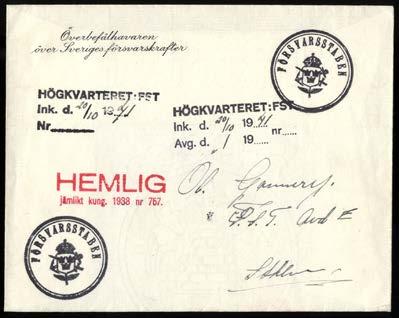 Överbefälhavaren
över Sveriges försvarskrafter
FÖRSVARSSTABEN
HÖGKVARTERET:FST
Ink. d. 20/10 1941
Nr
HÖGKVARTERET:FST
Ink. d. 20/10 1941 nr
Avg. d. / 19
HEMLIG
jämlikt kung. 1938 nr 767.
Avd E
FÖRSVARSSTABEN